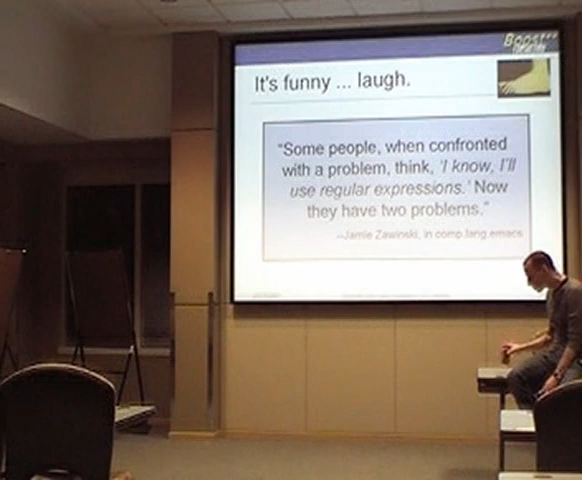 Boost
It's funny ... laugh.
"Some people, when confronted
with a problem, think, 'I know, I'll
use regular expressions.' Now
they have two problems."
--Jamie Zawinski, in comp.lang.emacs